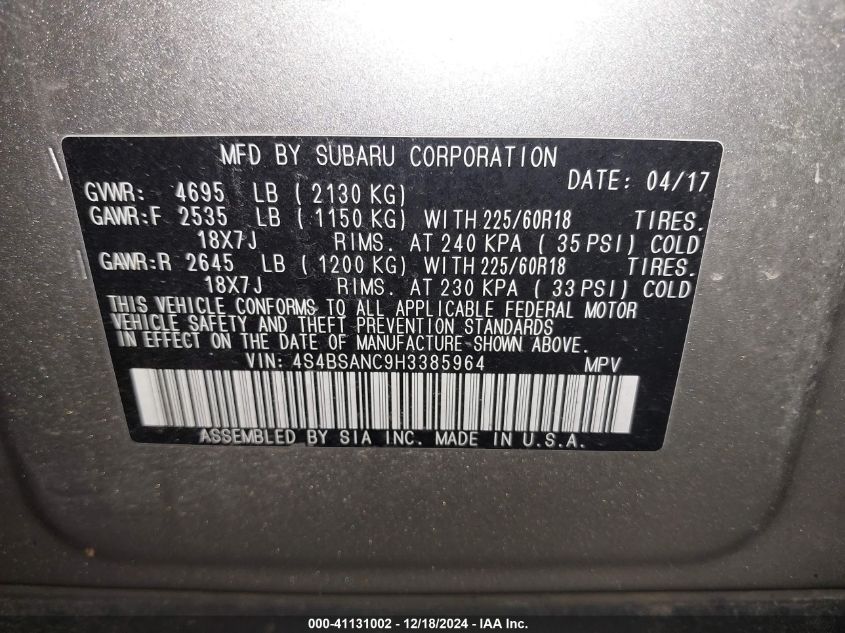 MFD BY SUBARU CORPORATION
DATE: 04/17
GVWR: 4695 LB ( 2130 KG)
GAWR:F 2535 LB ( 1150 KG) WITH 225/60R18 TIRES.
18X7J RIMS. AT 240 KPA ( 35 PSI) COLD
GAWR:R 2645 LB ( 1200 KG) WITH 225/60R18 TIRES.
18X7J RIMS. AT 230 KPA ( 33 PSI) COLD
THIS VEHICLE CONFORMS TO ALL APPLICABLE FEDERAL MOTOR
VEHICLE SAFETY AND THEFT PREVENTION STANDARDS
IN EFFECT ON THE DATE OF MANUFACTURE SHOWN ABOVE.
VIN: 4S4BSANC9H3385964 MPV
ASSEMBLED BY SIA INC. MADE IN U.S.A.
000-41131002 - 12/18/2024 - IAA Inc.